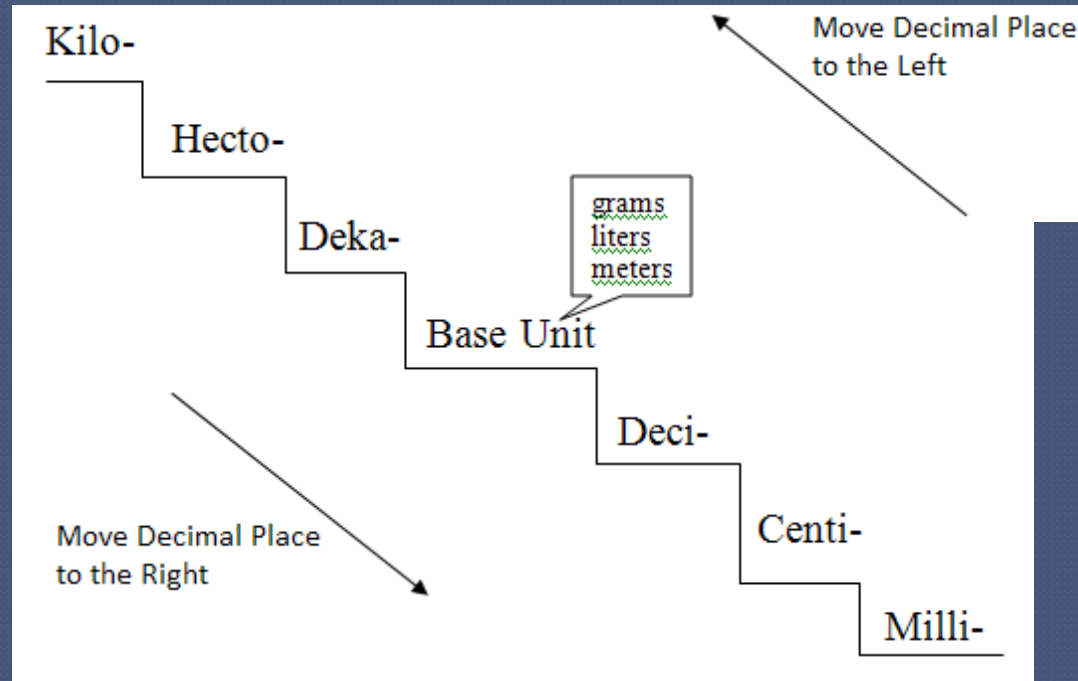 Kilo-
Move Decimal Place
to the Left
Hecto-
grams
liters
meters
Deka-
Base Unit
Deci-
Move Decimal Place
to the Right
Centi-
Milli-